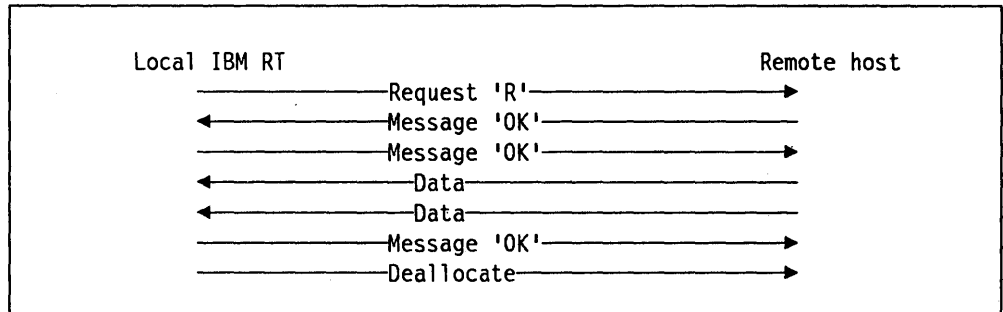 Local IBM RT Remote host
Request 'R'
Message 'OK'
Message 'OK'
Data
Data
Message 'OK'
Deallocate